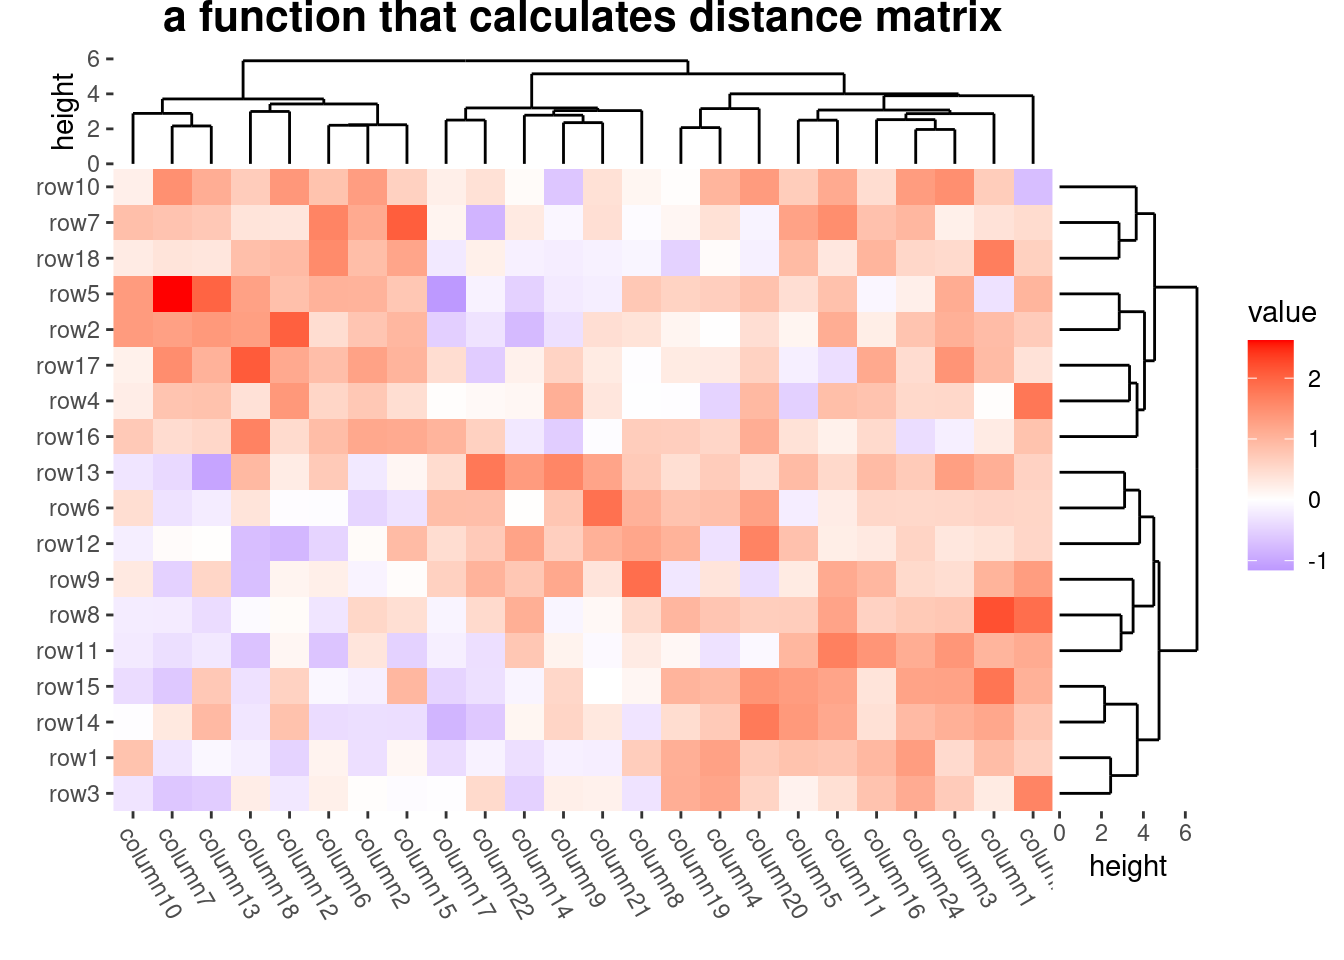 a function that calculates distance matrix
height
6
4
2
0
row10
row7
row18
row5
row2
row17
row4
row16
row13
row6
row12
row9
row8
row11
row15
row14
row1
row3
column10
column7
column13
column18
column12
column6
column2
column15
column17
column22
column14
column9
column21
column8
column19
column4
column20
column5
column11
column16
column24
column3
column1
0 2 4 6
height
value
2
1
0
-1